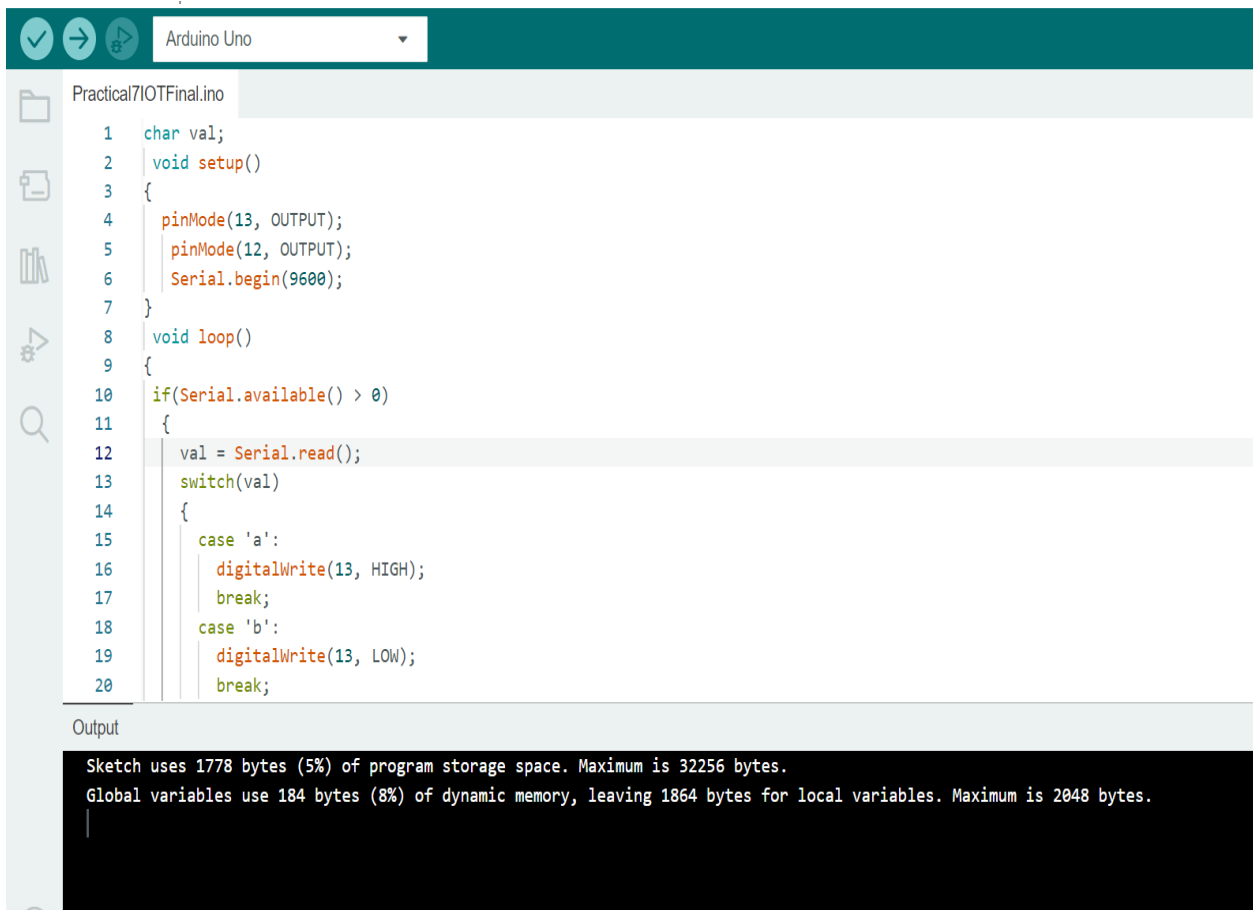 Arduino Uno
Practical7IOTFinal.ino
1 char val;
2 void setup()
3 {
4 pinMode(13, OUTPUT);
5 pinMode(12, OUTPUT);
6 Serial.begin(9600);
7 }
8 void loop()
9 {
10 if(Serial.available() > 0)
11 {
12 val = Serial.read();
13 switch(val)
14 {
15 case 'a':
16 digitalWrite(13, HIGH);
17 break;
18 case 'b':
19 digitalWrite(13, LOW);
20 break;
Output
Sketch uses 1778 bytes (5%) of program storage space. Maximum is 32256 bytes.
Global variables use 184 bytes (8%) of dynamic memory, leaving 1864 bytes for local variables. Maximum is 2048 bytes.